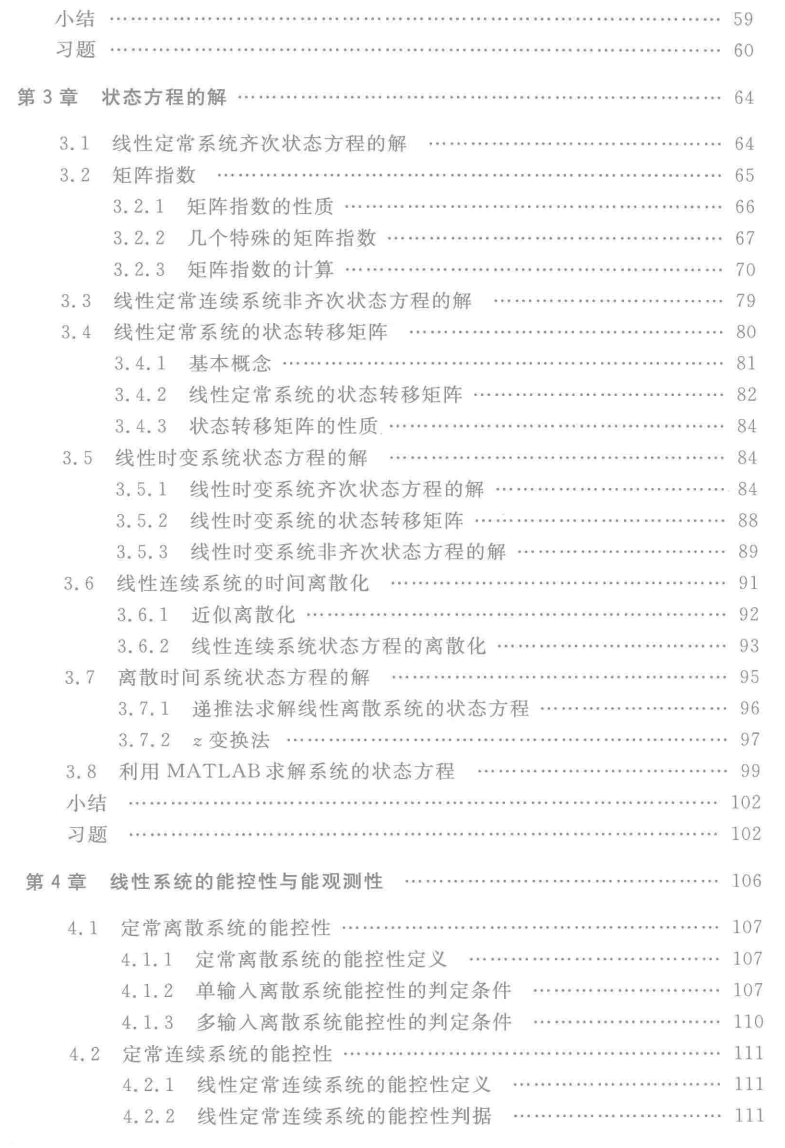 小结 …… 59
习题 …… 60
第3章 状态方程的解 …… 64
3.1 线性定常系统齐次状态方程的解 …… 64
3.2 矩阵指数 …… 65
3.2.1 矩阵指数的性质 …… 66
3.2.2 几个特殊的矩阵指数 …… 67
3.2.3 矩阵指数的计算 …… 70
3.3 线性定常连续系统非齐次状态方程的解 …… 79
3.4 线性定常系统的状态转移矩阵 …… 80
3.4.1 基本概念 …… 81
3.4.2 线性定常系统的状态转移矩阵 …… 82
3.4.3 状态转移矩阵的性质 …… 84
3.5 线性时变系统状态方程的解 …… 84
3.5.1 线性时变系统齐次状态方程的解 …… 84
3.5.2 线性时变系统的状态转移矩阵 …… 88
3.5.3 线性时变系统非齐次状态方程的解 …… 89
3.6 线性连续系统的时间离散化 …… 91
3.6.1 近似离散化 …… 92
3.6.2 线性连续系统状态方程的离散化 …… 93
3.7 离散时间系统状态方程的解 …… 95
3.7.1 递推法求解线性离散系统的状态方程 …… 96
3.7.2 z变换法 …… 97
3.8 利用MATLAB求解系统的状态方程 …… 99
小结 …… 102
习题 …… 102
第4章 线性系统的能控性与能观测性 …… 106
4.1 定常离散系统的能控性 …… 107
4.1.1 定常离散系统的能控性定义 …… 107
4.1.2 单输入离散系统能控性的判定条件 …… 107
4.1.3 多输入离散系统能控性的判定条件 …… 110
4.2 定常连续系统的能控性 …… 111
4.2.1 线性定常连续系统的能控性定义 …… 111
4.2.2 线性定常连续系统的能控性判据 …… 111